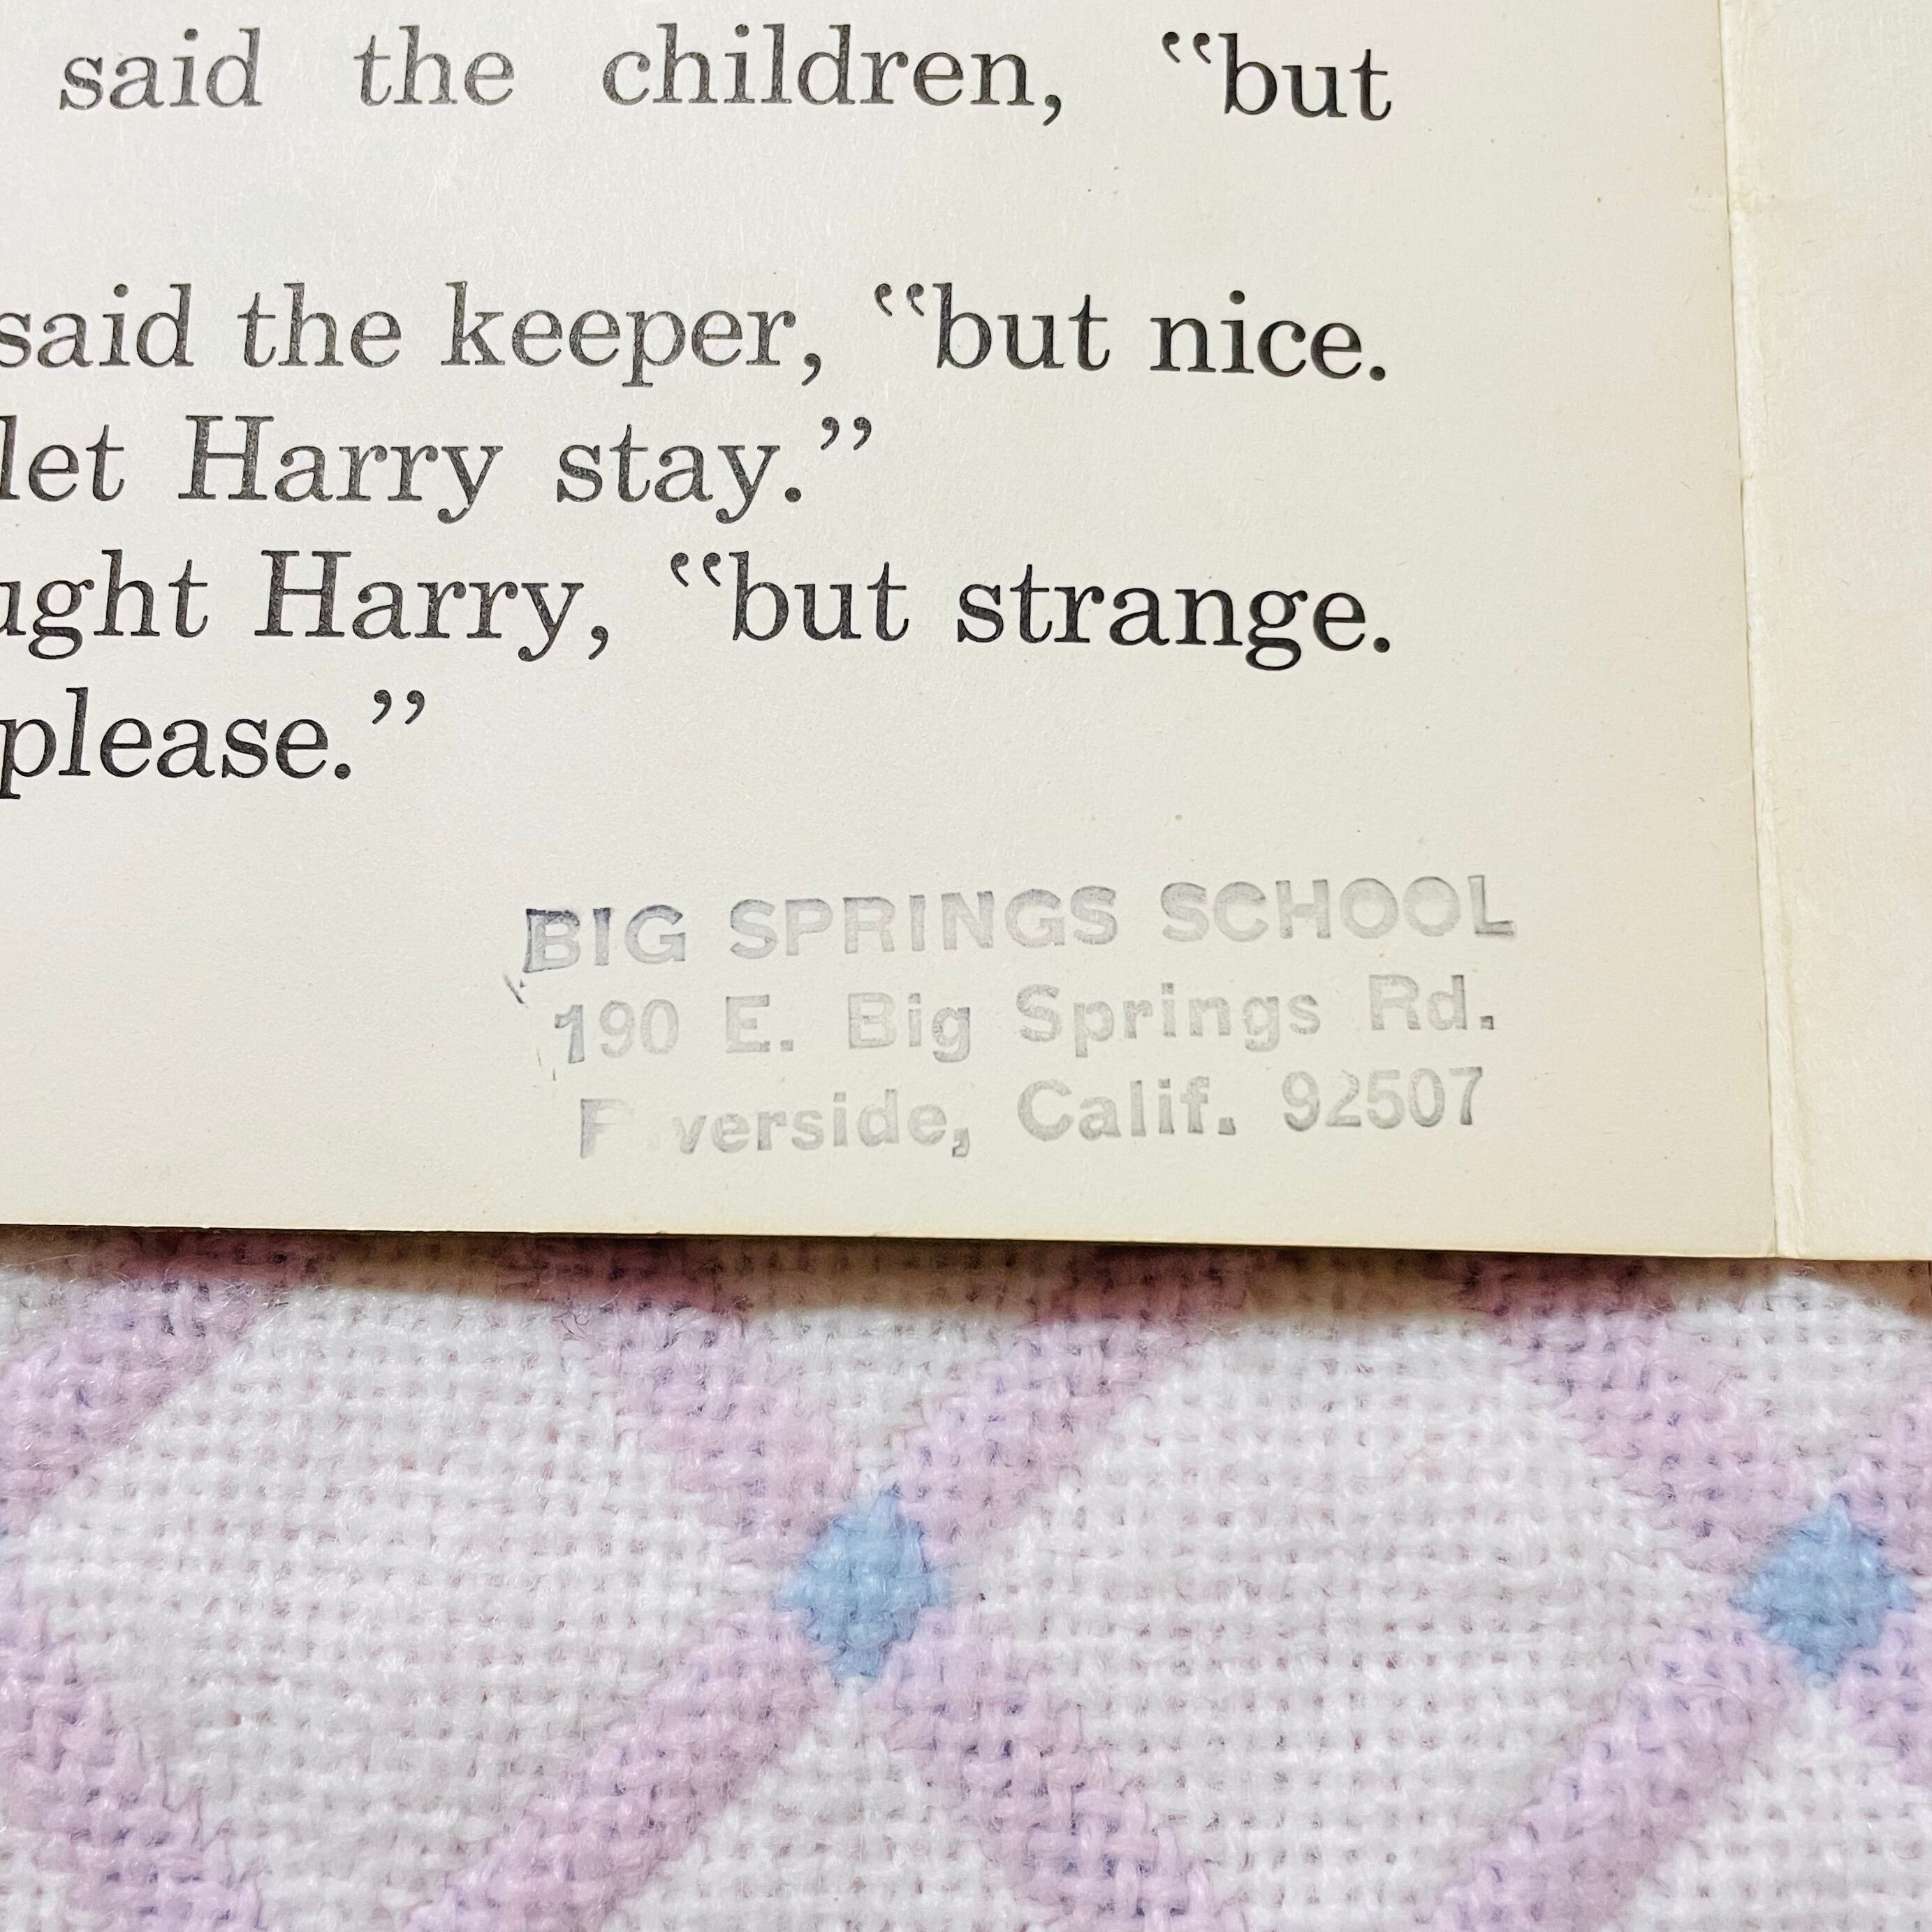 said the children, “but
said the keeper, “but nice.
let Harry stay.”
ught Harry, “but strange.
please.”
BIG SPRINGS SCHOOL
190 E. Big Springs Rd.
Riverside, Calif. 92507